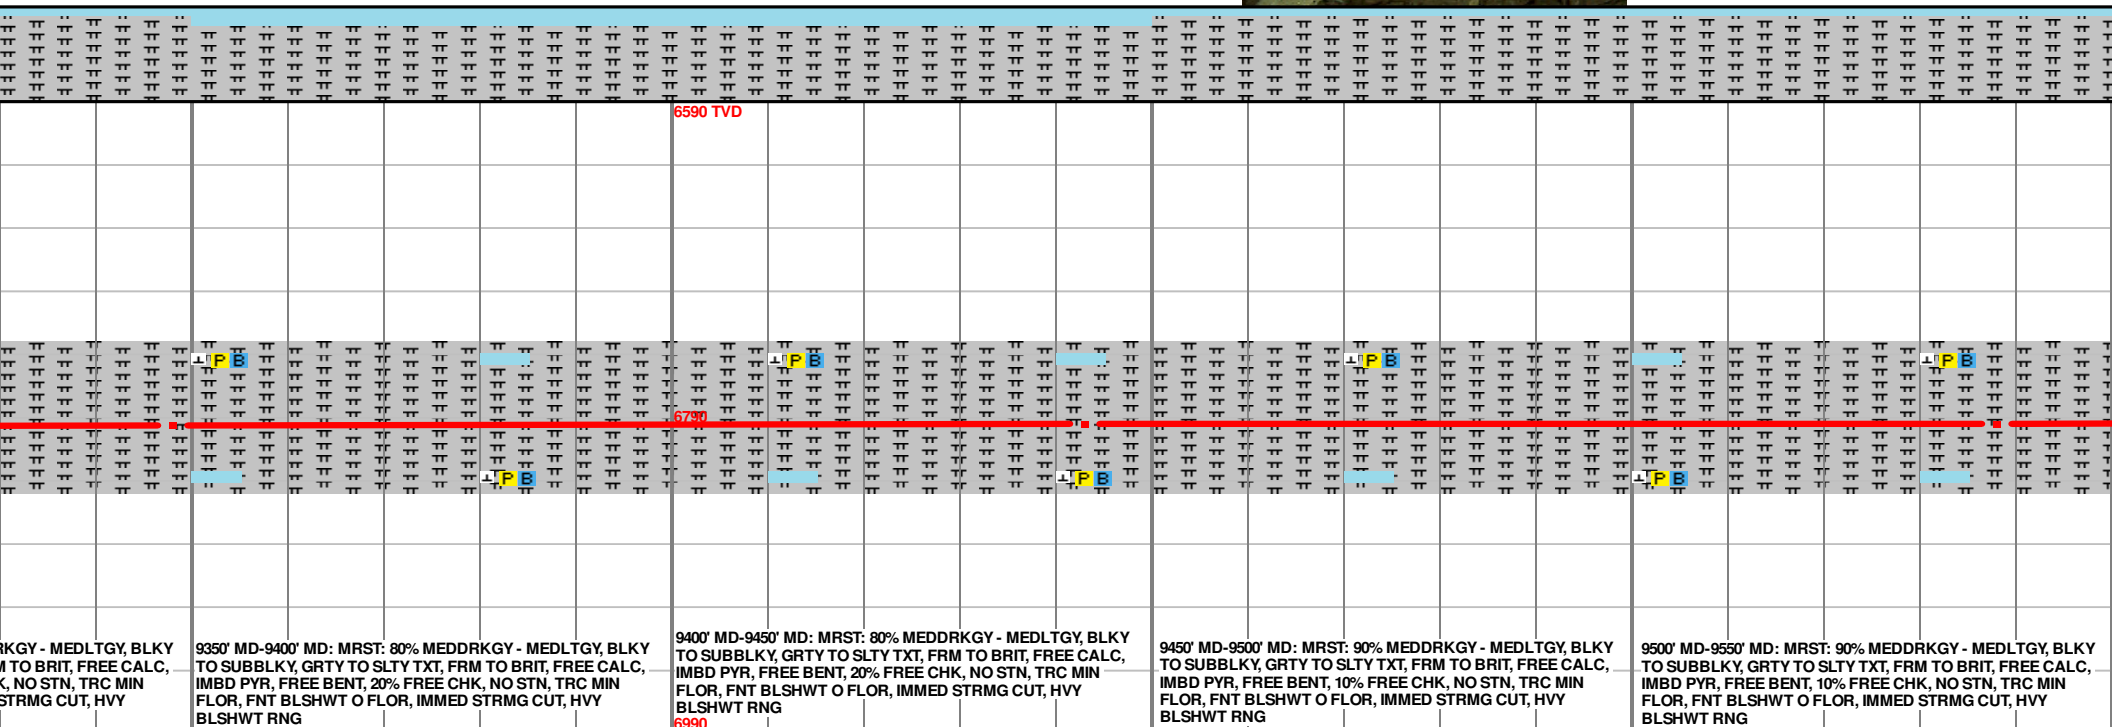 6590 TVD
P B
P B
P B
P B
6790
P B
P B
P B
RKGY - MEDLTGY, BLKY
M TO BRIT, FREE CALC,
K, NO STN, TRC MIN
STRMG CUT, HVY
9350' MD-9400' MD: MRST: 80% MEDDRKGY - MEDLTGY, BLKY
TO SUBBLKY, GRTY TO SLTY TXT, FRM TO BRIT, FREE CALC,
IMBD PYR, FREE BENT, 20% FREE CHK, NO STN, TRC MIN
FLOR, FNT BLSHWT O FLOR, IMMED STRMG CUT, HVY
BLSHWT RNG
9400' MD-9450' MD: MRST: 80% MEDDRKGY - MEDLTGY, BLKY
TO SUBBLKY, GRTY TO SLTY TXT, FRM TO BRIT, FREE CALC,
IMBD PYR, FREE BENT, 20% FREE CHK, NO STN, TRC MIN
FLOR, FNT BLSHWT O FLOR, IMMED STRMG CUT, HVY
BLSHWT RNG
6990
9450' MD-9500' MD: MRST: 90% MEDDRKGY - MEDLTGY, BLKY
TO SUBBLKY, GRTY TO SLTY TXT, FRM TO BRIT, FREE CALC,
IMBD PYR, FREE BENT, 10% FREE CHK, NO STN, TRC MIN
FLOR, FNT BLSHWT O FLOR, IMMED STRMG CUT, HVY
BLSHWT RNG
9500' MD-9550' MD: MRST: 90% MEDDRKGY - MEDLTGY, BLKY
TO SUBBLKY, GRTY TO SLTY TXT, FRM TO BRIT, FREE CALC,
IMBD PYR, FREE BENT, 10% FREE CHK, NO STN, TRC MIN
FLOR, FNT BLSHWT O FLOR, IMMED STRMG CUT, HVY
BLSHWT RNG